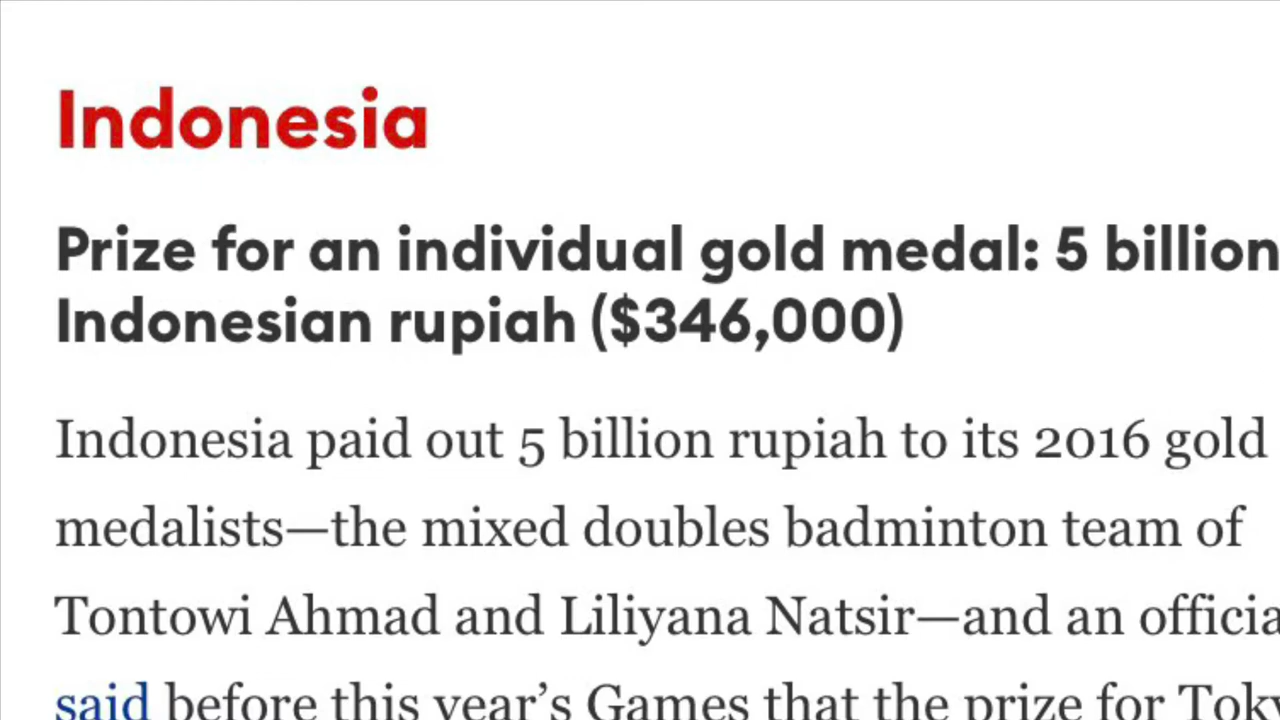 Indonesia
Prize for an individual gold medal: 5 billion
Indonesian rupiah ($346,000)
Indonesia paid out 5 billion rupiah to its 2016 gold
medalists—the mixed doubles badminton team of
Tontowi Ahmad and Liliyana Natsir—and an officia
said before this year’s Games that the prize for Toky